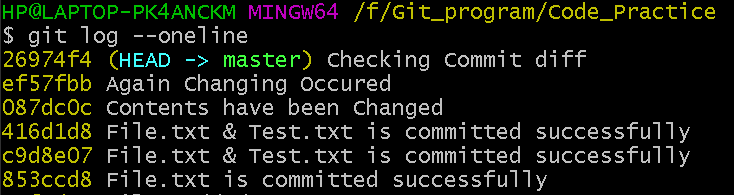 HP@LAPTOP-PK4ANCKM MINGW64 /f/Git_program/Code_Practice
$ git log --oneline
26974f4 (HEAD -> master) Checking Commit diff
ef57fbb Again Changing Occured
087dc0c Contents have been Changed
416d1d8 File.txt & Test.txt is committed successfully
c9d8e07 File.txt & Test.txt is committed successfully
853ccd8 File.txt is committed successfully